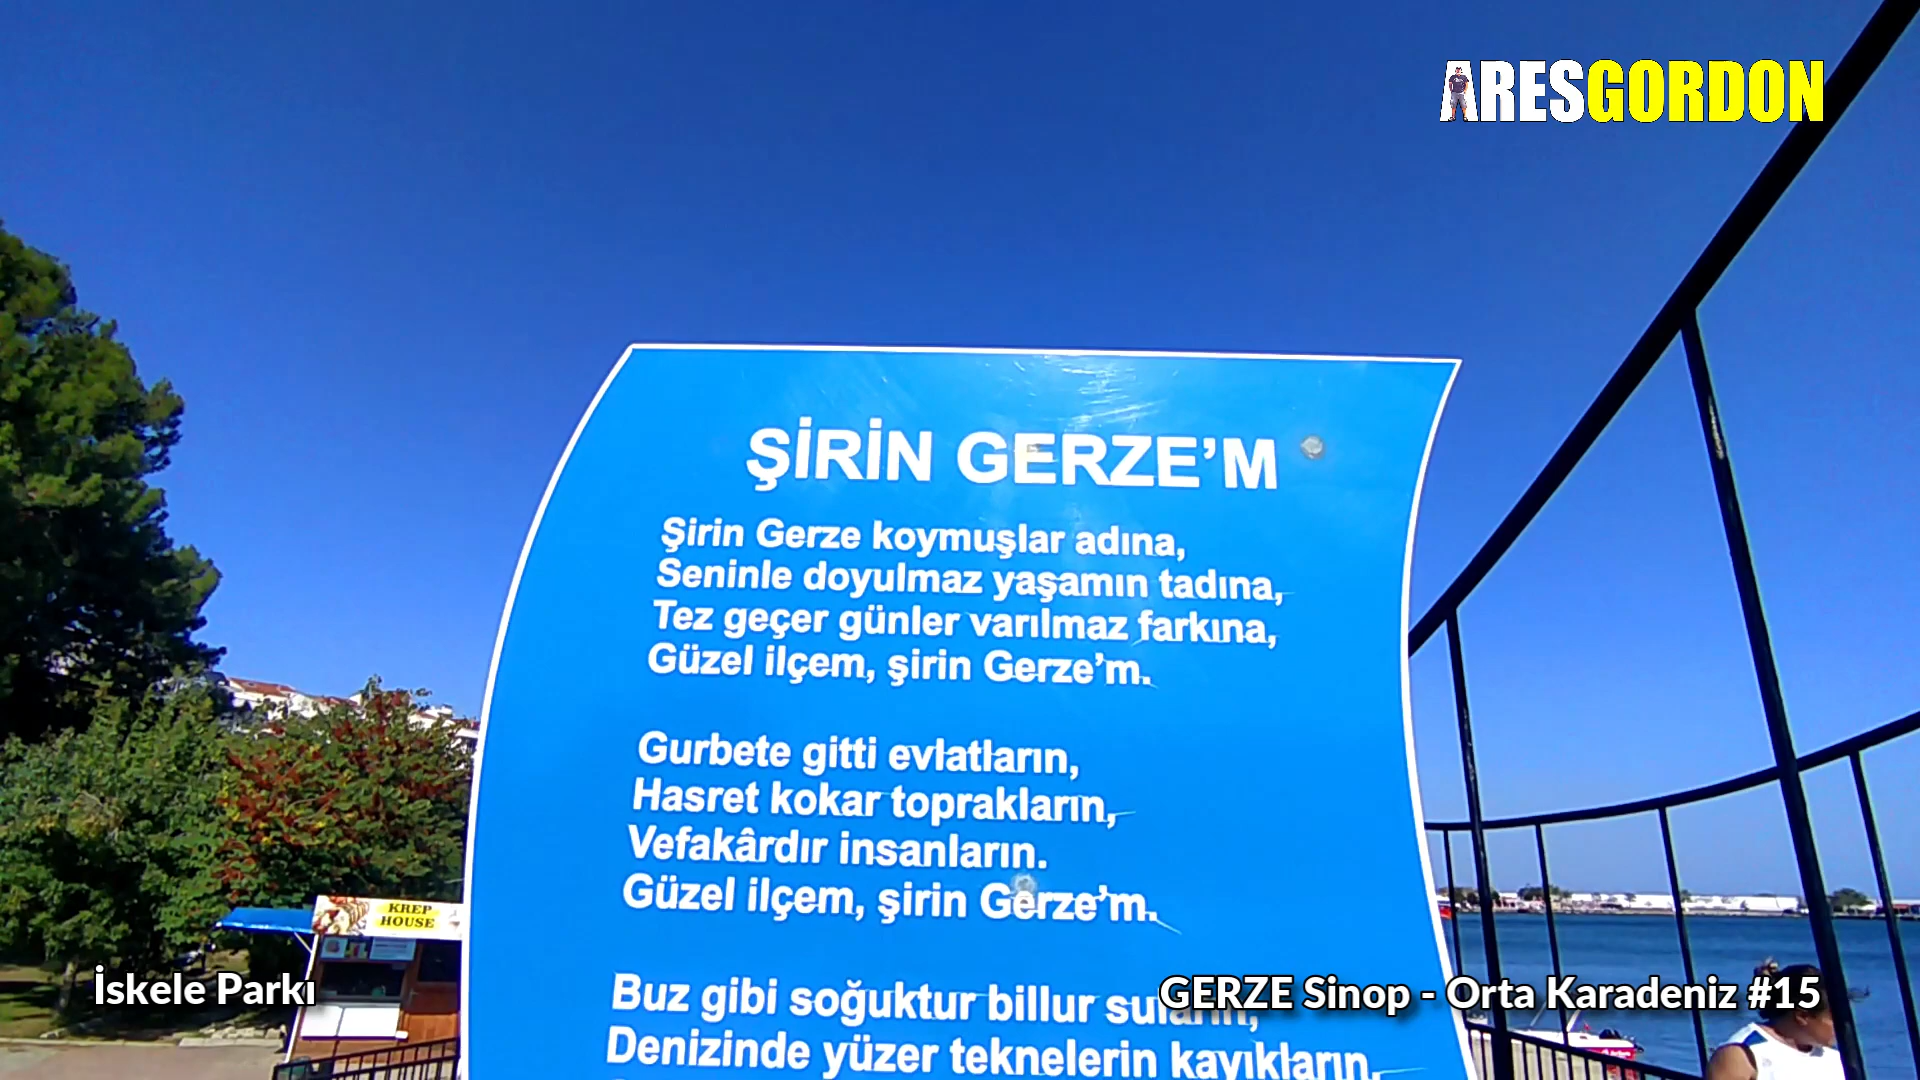 ARESGORDON
ŞİRİN GERZE’M
Şirin Gerze koymuşlar adına,
Seninle doyulmaz yaşamın tadına,
Tez geçer günler varılmaz farkına,
Güzel ilçem, şirin Gerze’m.
Gurbete gitti evlatların,
Hasret kokar toprakların,
Vefakârdır insanların.
Güzel ilçem, şirin Gerze’m.
Buz gibi soğuktur billur suların,
Denizinde yüzer teknelerin kayıkların,
KREP
HOUSE
İskele Parkı
GERZE Sinop - Orta Karadeniz #15